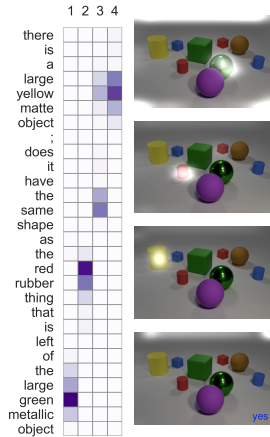 1 2 3 4
there
is
a
large
yellow
matte
object
;
does
it
have
the
same
shape
as
the
red
rubber
thing
that
is
left
of
the
large
green
metallic
yes